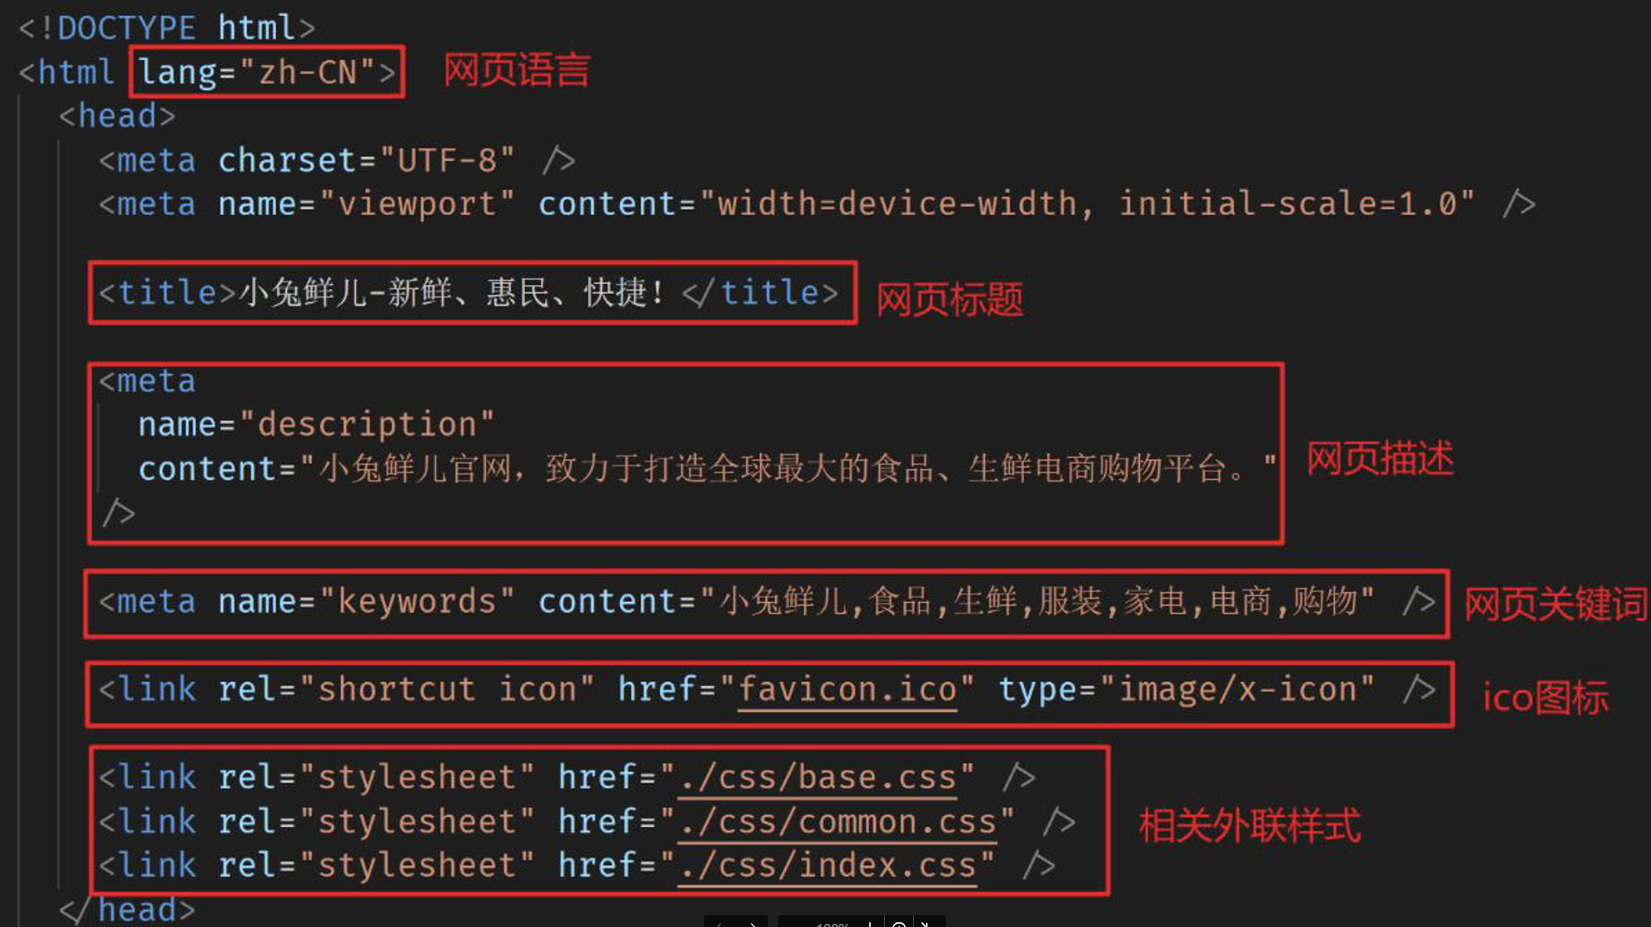 <!DOCTYPE html>
<html lang="zh-CN"> 网页语言
<head>
<meta charset="UTF-8" />
<meta name="viewport" content="width=device-width, initial-scale=1.0" />
<title>小兔鲜儿-新鲜、惠民、快捷！</title> 网页标题
<meta
name="description"
content="小兔鲜儿官网，致力于打造全球最大的食品、生鲜电商购物平台。" 网页描述
/>
<meta name="keywords" content="小兔鲜儿,食品,生鲜,服装,家电,电商,购物" /> 网页关键词
<link rel="shortcut icon" href="favicon.ico" type="image/x-icon" /> ico图标
<link rel="stylesheet" href="./css/base.css" />
<link rel="stylesheet" href="./css/common.css" /> 相关外联样式
<link rel="stylesheet" href="./css/index.css" />
</head>